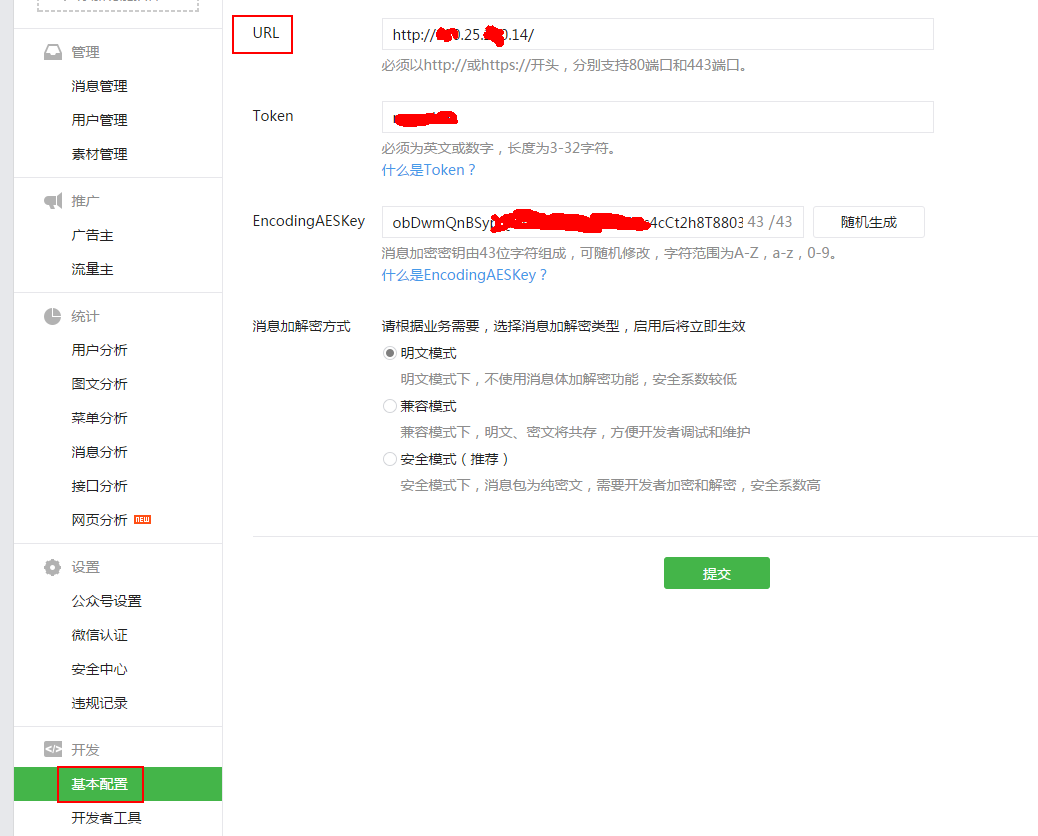 管理
消息管理
用户管理
素材管理
推广
广告主
流量主
统计
用户分析
图文分析
菜单分析
消息分析
接口分析
网页分析 NEW
设置
公众号设置
微信认证
安全中心
违规记录
</> 开发
基本配置
开发者工具
URL
http:// 0.25. 0.14/
必须以http://或https://开头，分别支持80端口和443端口。
Token
必须为英文或数字，长度为3-32字符。
什么是Token？
EncodingAESKey
obDwmQnBSy 4cCt2h8T8803 43 /43
随机生成
消息加密密钥由43位字符组成，可随机修改，字符范围为A-Z，a-z，0-9。
什么是EncodingAESKey？
消息加解密方式
请根据业务需要，选择消息加解密类型，启用后将立即生效
明文模式
明文模式下，不使用消息体加解密功能，安全系数较低
兼容模式
兼容模式下，明文、密文将共存，方便开发者调试和维护
安全模式（推荐）
安全模式下，消息包为纯密文，需要开发者加密和解密，安全系数高
提交